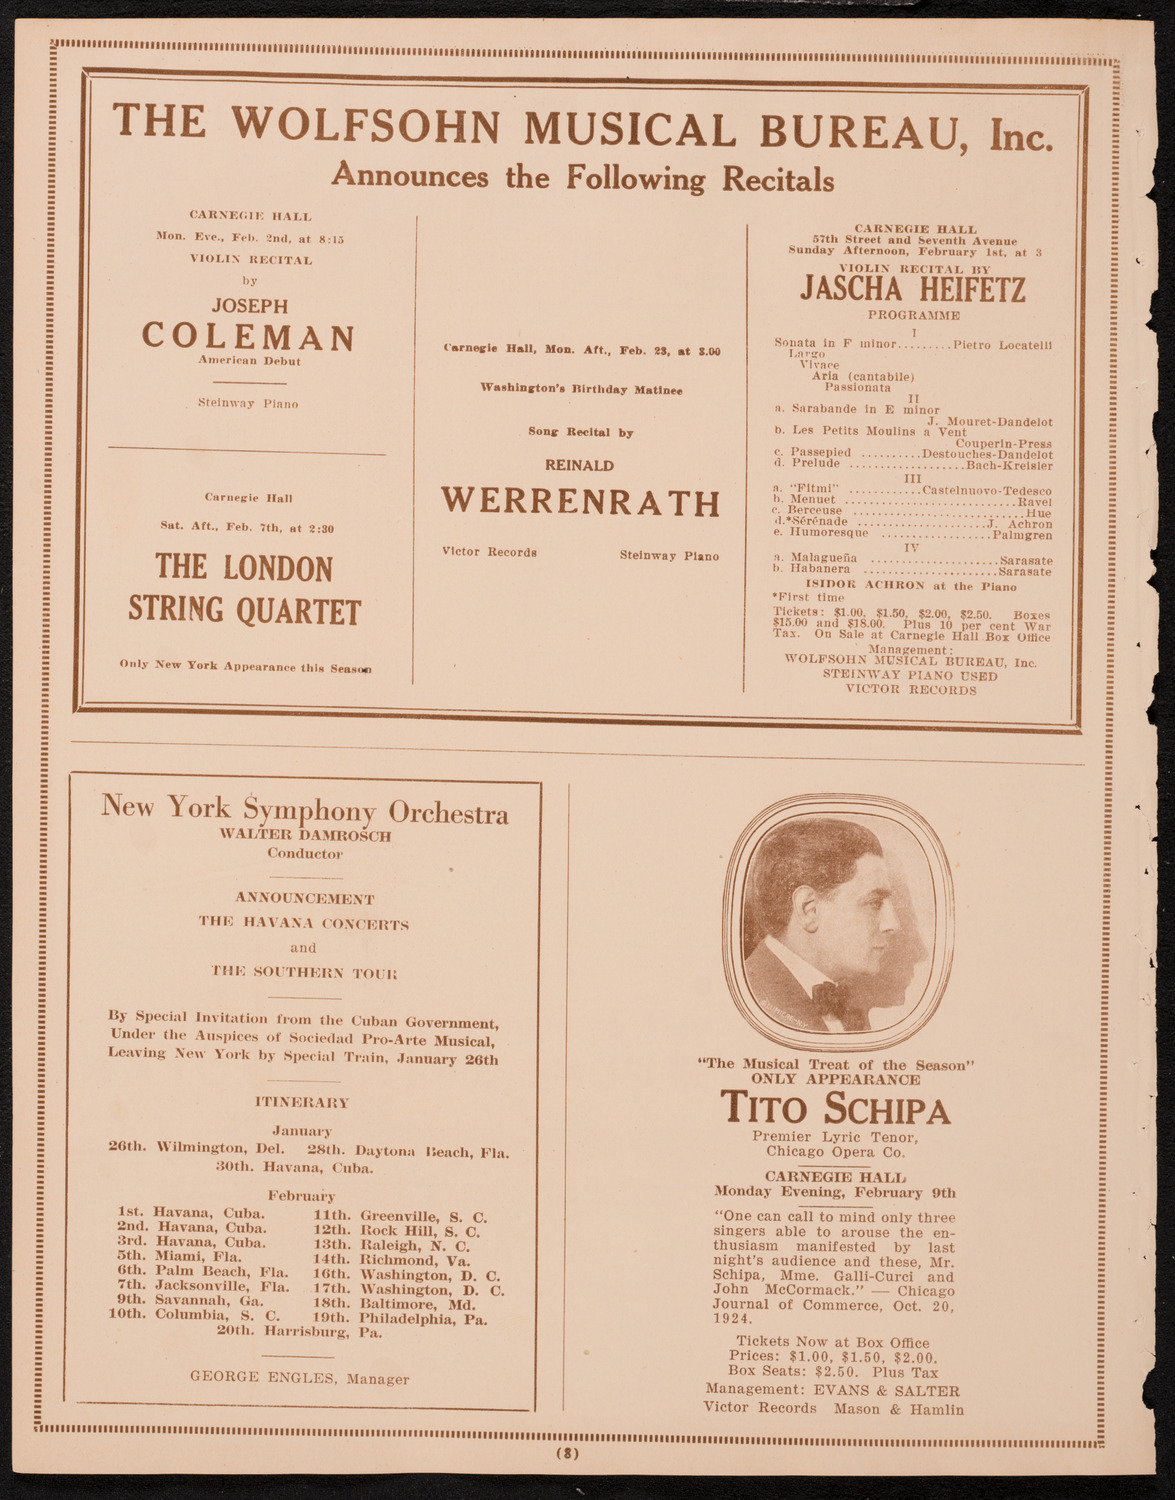 THE WOLFSOHN MUSICAL BUREAU, Inc.
Announces the Following Recitals
CARNEGIE HALL
Mon. Eve., Feb. 2nd, at 8:15
VIOLIN RECITAL
by
JOSEPH
COLEMAN
American Debut
Steinway Piano
Carnegie Hall
Sat. Aft., Feb. 7th, at 2:30
THE LONDON
STRING QUARTET
Only New York Appearance this Season
Carnegie Hall, Mon. Aft., Feb. 23, at 3.00
Washington's Birthday Matinee
Song Recital by
REINALD
WERRENRATH
Victor Records Steinway Piano
CARNEGIE HALL
57th Street and Seventh Avenue
Sunday Afternoon, February 1st, at 3
VIOLIN RECITAL BY
JASCHA HEIFETZ
PROGRAMME
I
Sonata in F minor.........Pietro Locatelli
Largo
Vivace
Aria (cantabile)
Passionata
II
a. Sarabande in E minor
J. Mouret-Dandelot
b. Les Petits Moulins a Vent
Couperin-Press
c. Passepied ..........Destouches-Dandelot
d. Prelude ...................Bach-Kreisler
III
a. "Fitmi" ............Castelnuovo-Tedesco
b. Menuet ............................Ravel
c. Berceuse ............................Hue
d.*Sérénade .....................J. Achron
e. Humoresque ..................Palmgren
IV
a. Malagueña .....................Sarasate
b. Habanera ......................Sarasate
ISIDOR ACHRON at the Piano
*First time
Tickets: $1.00, $1.50, $2.00, $2.50. Boxes
$15.00 and $18.00. Plus 10 per cent War
Tax. On Sale at Carnegie Hall Box Office
Management:
WOLFSOHN MUSICAL BUREAU, Inc.
STEINWAY PIANO USED
VICTOR RECORDS
New York Symphony Orchestra
WALTER DAMROSCH
Conductor
ANNOUNCEMENT
THE HAVANA CONCERTS
and
THE SOUTHERN TOUR
By Special Invitation from the Cuban Government,
Under the Auspices of Sociedad Pro-Arte Musical,
Leaving New York by Special Train, January 26th
ITINERARY
January
26th. Wilmington, Del. 28th. Daytona Beach, Fla.
30th. Havana, Cuba.
February
1st. Havana, Cuba.
2nd. Havana, Cuba.
3rd. Havana, Cuba.
5th. Miami, Fla.
6th. Palm Beach, Fla.
7th. Jacksonville, Fla.
9th. Savannah, Ga.
10th. Columbia, S. C.
11th. Greenville, S. C.
12th. Rock Hill, S. C.
13th. Raleigh, N. C.
14th. Richmond, Va.
16th. Washington, D. C.
17th. Washington, D. C.
18th. Baltimore, Md.
19th. Philadelphia, Pa.
20th. Harrisburg, Pa.
GEORGE ENGLES, Manager
"The Musical Treat of the Season"
ONLY APPEARANCE
TITO SCHIPA
Premier Lyric Tenor,
Chicago Opera Co.
CARNEGIE HALL
Monday Evening, February 9th
"One can call to mind only three
singers able to arouse the en-
thusiasm manifested by last
night's audience and these, Mr.
Schipa, Mme. Galli-Curci and
John McCormack." — Chicago
Journal of Commerce, Oct. 20,
1924.
Tickets Now at Box Office
Prices: $1.00, $1.50, $2.00.
Box Seats: $2.50. Plus Tax
Management: EVANS & SALTER
Victor Records Mason & Hamlin
(8)